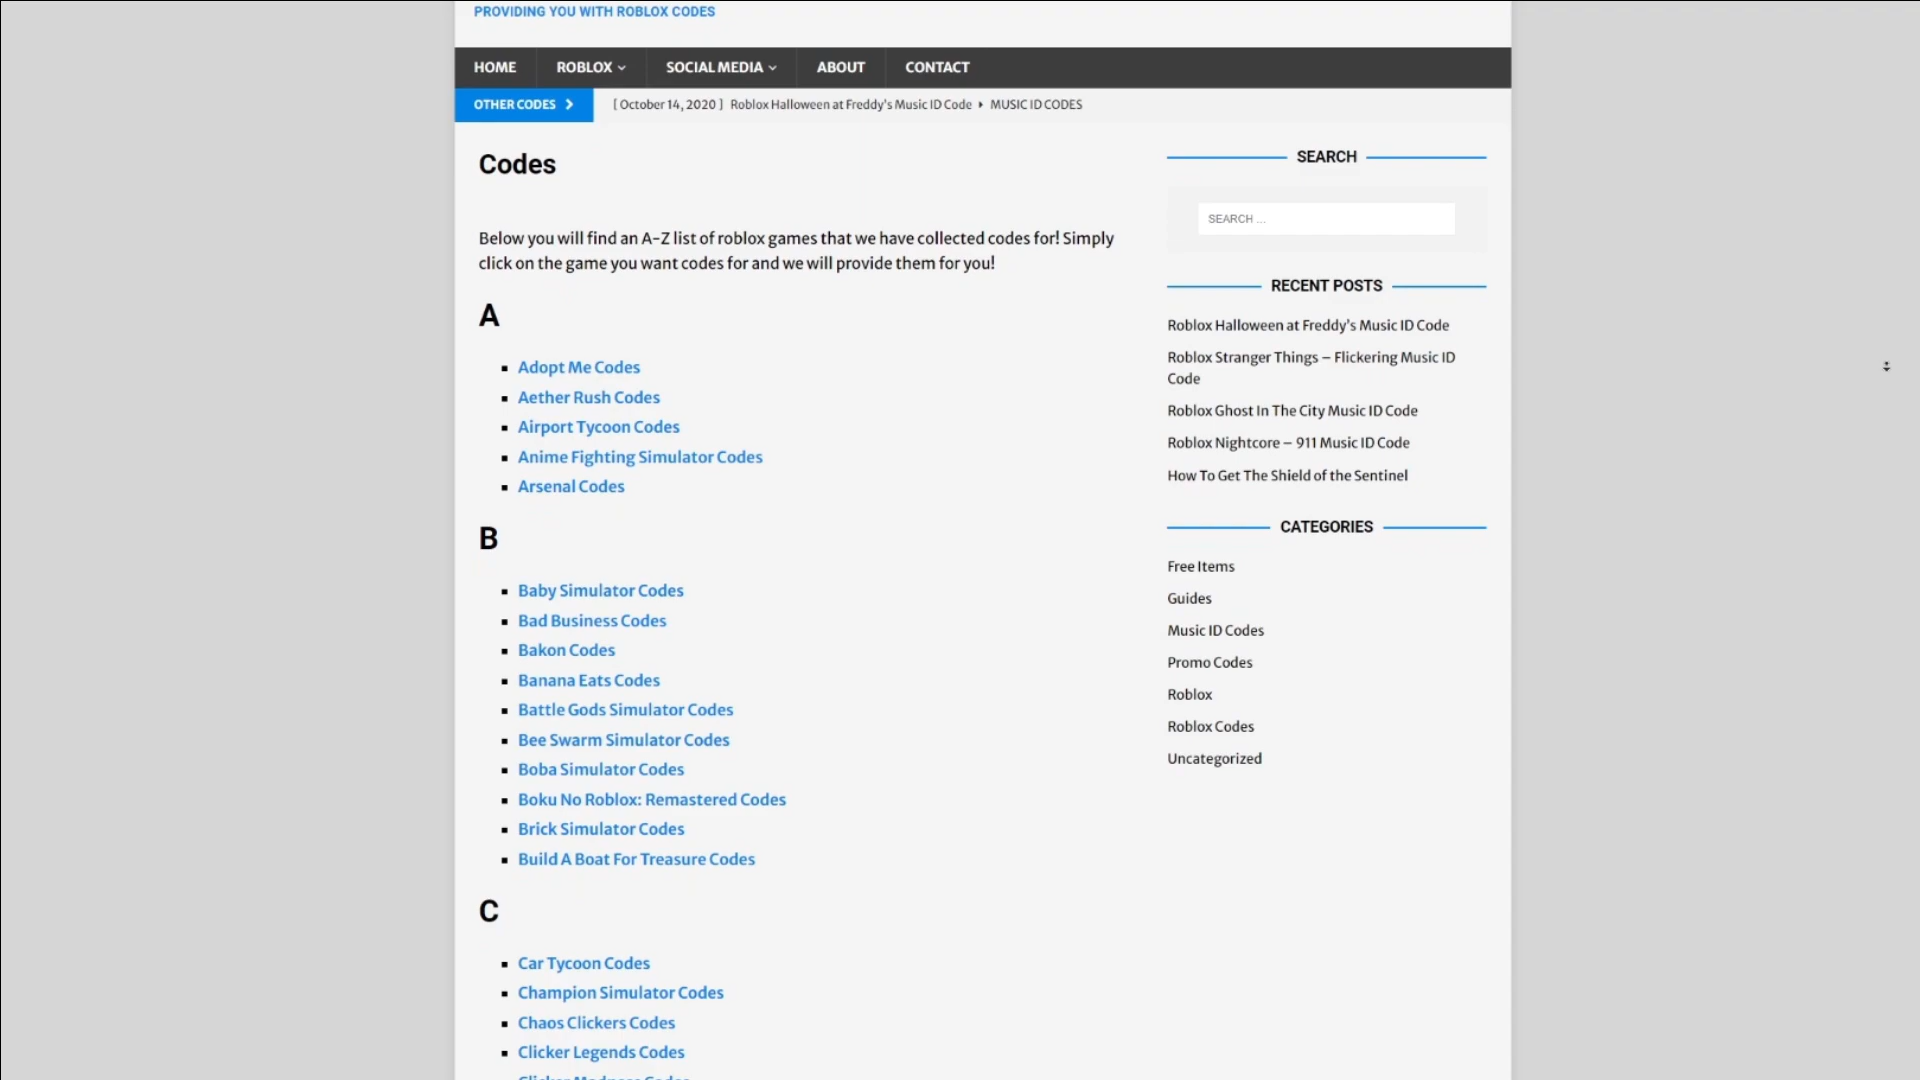 PROVIDING YOU WITH ROBLOX CODES
HOME ROBLOX SOCIAL MEDIA ABOUT CONTACT
OTHER CODES [ October 14, 2020 ] Roblox Halloween at Freddy's Music ID Code MUSIC ID CODES
Codes
Below you will find an A-Z list of roblox games that we have collected codes for! Simply
click on the game you want codes for and we will provide them for you!
A
Adopt Me Codes
Aether Rush Codes
Airport Tycoon Codes
Anime Fighting Simulator Codes
Arsenal Codes
B
Baby Simulator Codes
Bad Business Codes
Bakon Codes
Banana Eats Codes
Battle Gods Simulator Codes
Bee Swarm Simulator Codes
Boba Simulator Codes
Boku No Roblox: Remastered Codes
Brick Simulator Codes
Build A Boat For Treasure Codes
C
Car Tycoon Codes
Champion Simulator Codes
Chaos Clickers Codes
Clicker Legends Codes
Clicker Madness Codes
SEARCH
SEARCH ...
RECENT POSTS
Roblox Halloween at Freddy's Music ID Code
Roblox Stranger Things – Flickering Music ID
Code
Roblox Ghost In The City Music ID Code
Roblox Nightcore – 911 Music ID Code
How To Get The Shield of the Sentinel
CATEGORIES
Free Items
Guides
Music ID Codes
Promo Codes
Roblox
Roblox Codes
Uncategorized